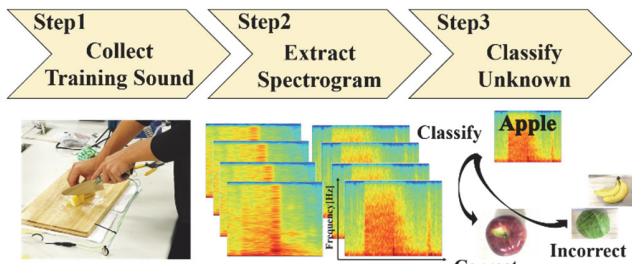 Step1
Collect
Training Sound
Step2
Extract
Spectrogram
Step3
Classify
Unknown
Classify
Apple
Frequency[Hz]
Incorrect